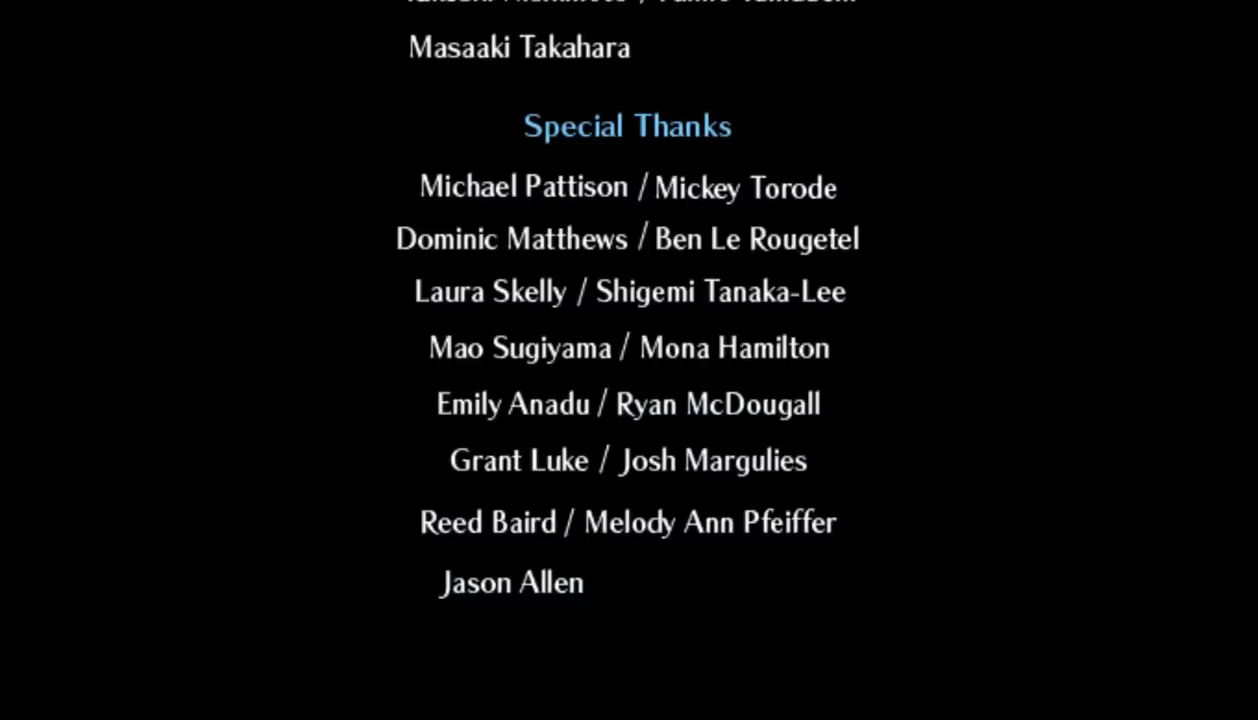 Masaaki Takahara
Special Thanks
Michael Pattison / Mickey Torode
Dominic Matthews / Ben Le Rougetel
Laura Skelly / Shigemi Tanaka-Lee
Mao Sugiyama / Mona Hamilton
Emily Anadu / Ryan McDougall
Grant Luke / Josh Margulies
Reed Baird / Melody Ann Pfeiffer
Jason Allen